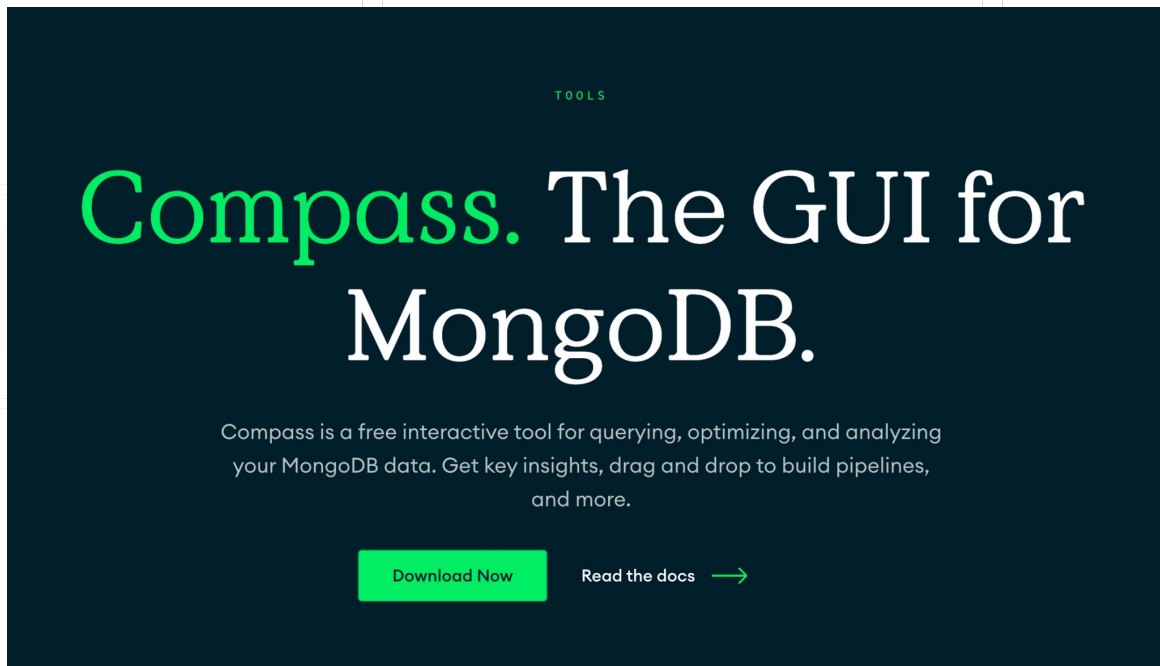 TOOLS
Compass. The GUI for
MongoDB.
Compass is a free interactive tool for querying, optimizing, and analyzing
your MongoDB data. Get key insights, drag and drop to build pipelines,
and more.
Download Now
Read the docs